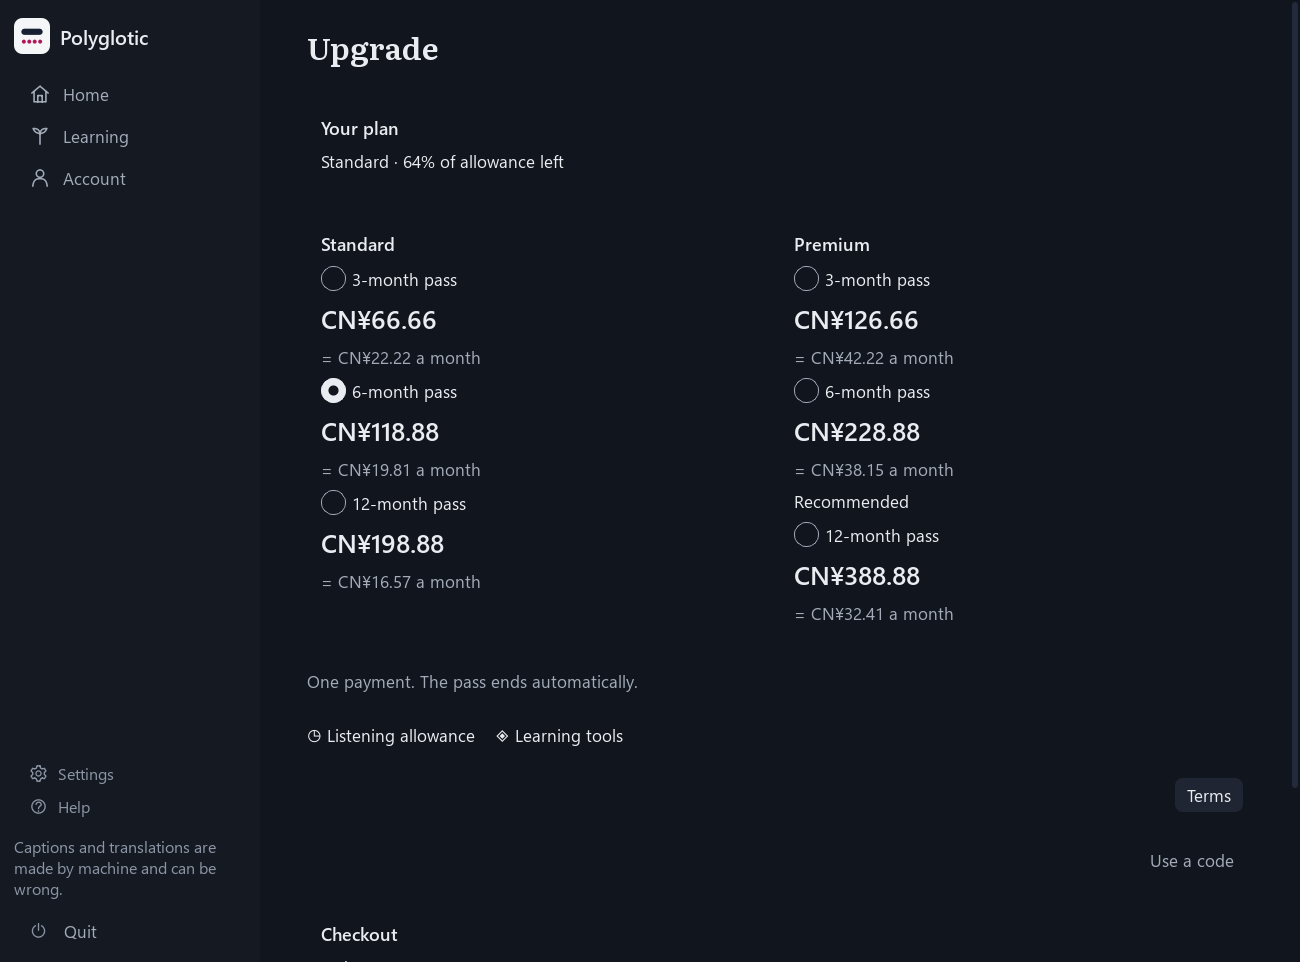 Polyglotic
Home
Learning
Account
Settings
Help
Captions and translations are
made by machine and can be
wrong.
Quit
Upgrade
Your plan
Standard · 64% of allowance left
Standard
3-month pass
CN¥66.66
= CN¥22.22 a month
6-month pass
CN¥118.88
= CN¥19.81 a month
12-month pass
CN¥198.88
= CN¥16.57 a month
Premium
3-month pass
CN¥126.66
= CN¥42.22 a month
6-month pass
CN¥228.88
= CN¥38.15 a month
Recommended
12-month pass
CN¥388.88
= CN¥32.41 a month
One payment. The pass ends automatically.
Listening allowance
Learning tools
Terms
Use a code
Checkout